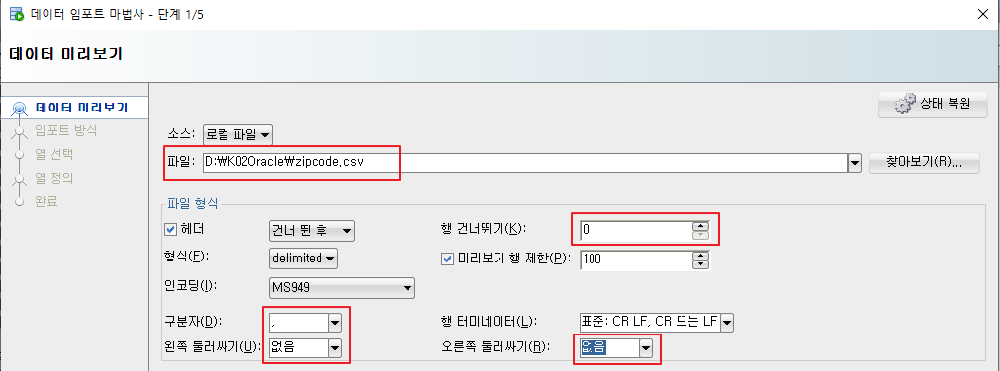 데이터 임포트 마법사 - 단계 1/5
데이터 미리보기
데이터 미리보기
임포트 방식
열 선택
열 정의
완료
상태 복원
소스: 로컬 파일
파일: D:\K02Oracle\zipcode.csv 찾아보기(R)...
파일 형식
헤더 건너 뛴 후 행 건너뛰기(K): 0
형식(F): delimited 미리보기 행 제한(P): 100
인코딩(I): MS949
구분자(D): , 행 터미네이터(L): 표준: CR LF, CR 또는 LF
왼쪽 둘러싸기(U): 없음 오른쪽 둘러싸기(R): 없음